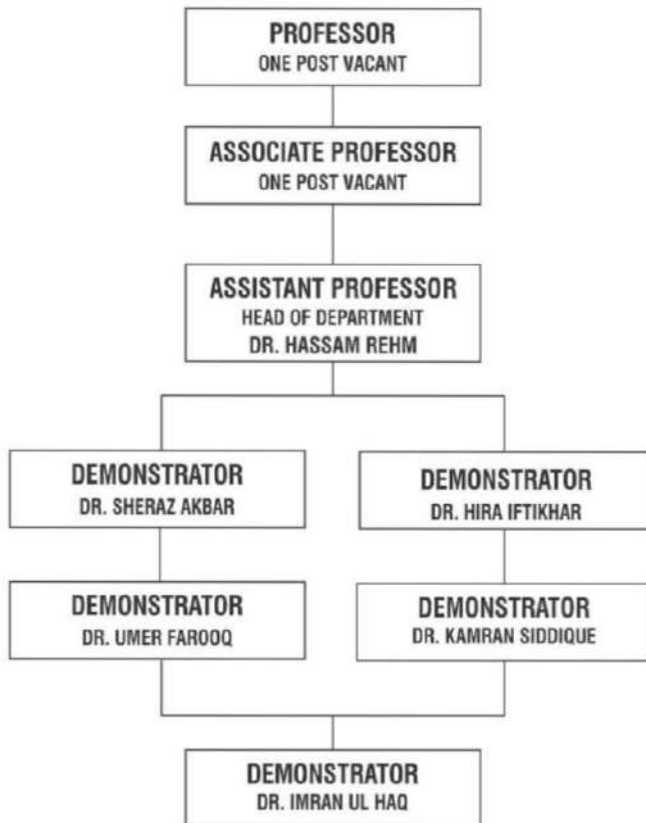 PROFESSOR
ONE POST VACANT
ASSOCIATE PROFESSOR
ONE POST VACANT
ASSISTANT PROFESSOR
HEAD OF DEPARTMENT
DR. HASSAM REHM
DEMONSTRATOR
DR. SHERAZ AKBAR
DEMONSTRATOR
DR. HIRA IFTIKHAR
DEMONSTRATOR
DR. UMER FAROOQ
DEMONSTRATOR
DR. KAMRAN SIDDIQUE
DEMONSTRATOR
DR. IMRAN UL HAQ